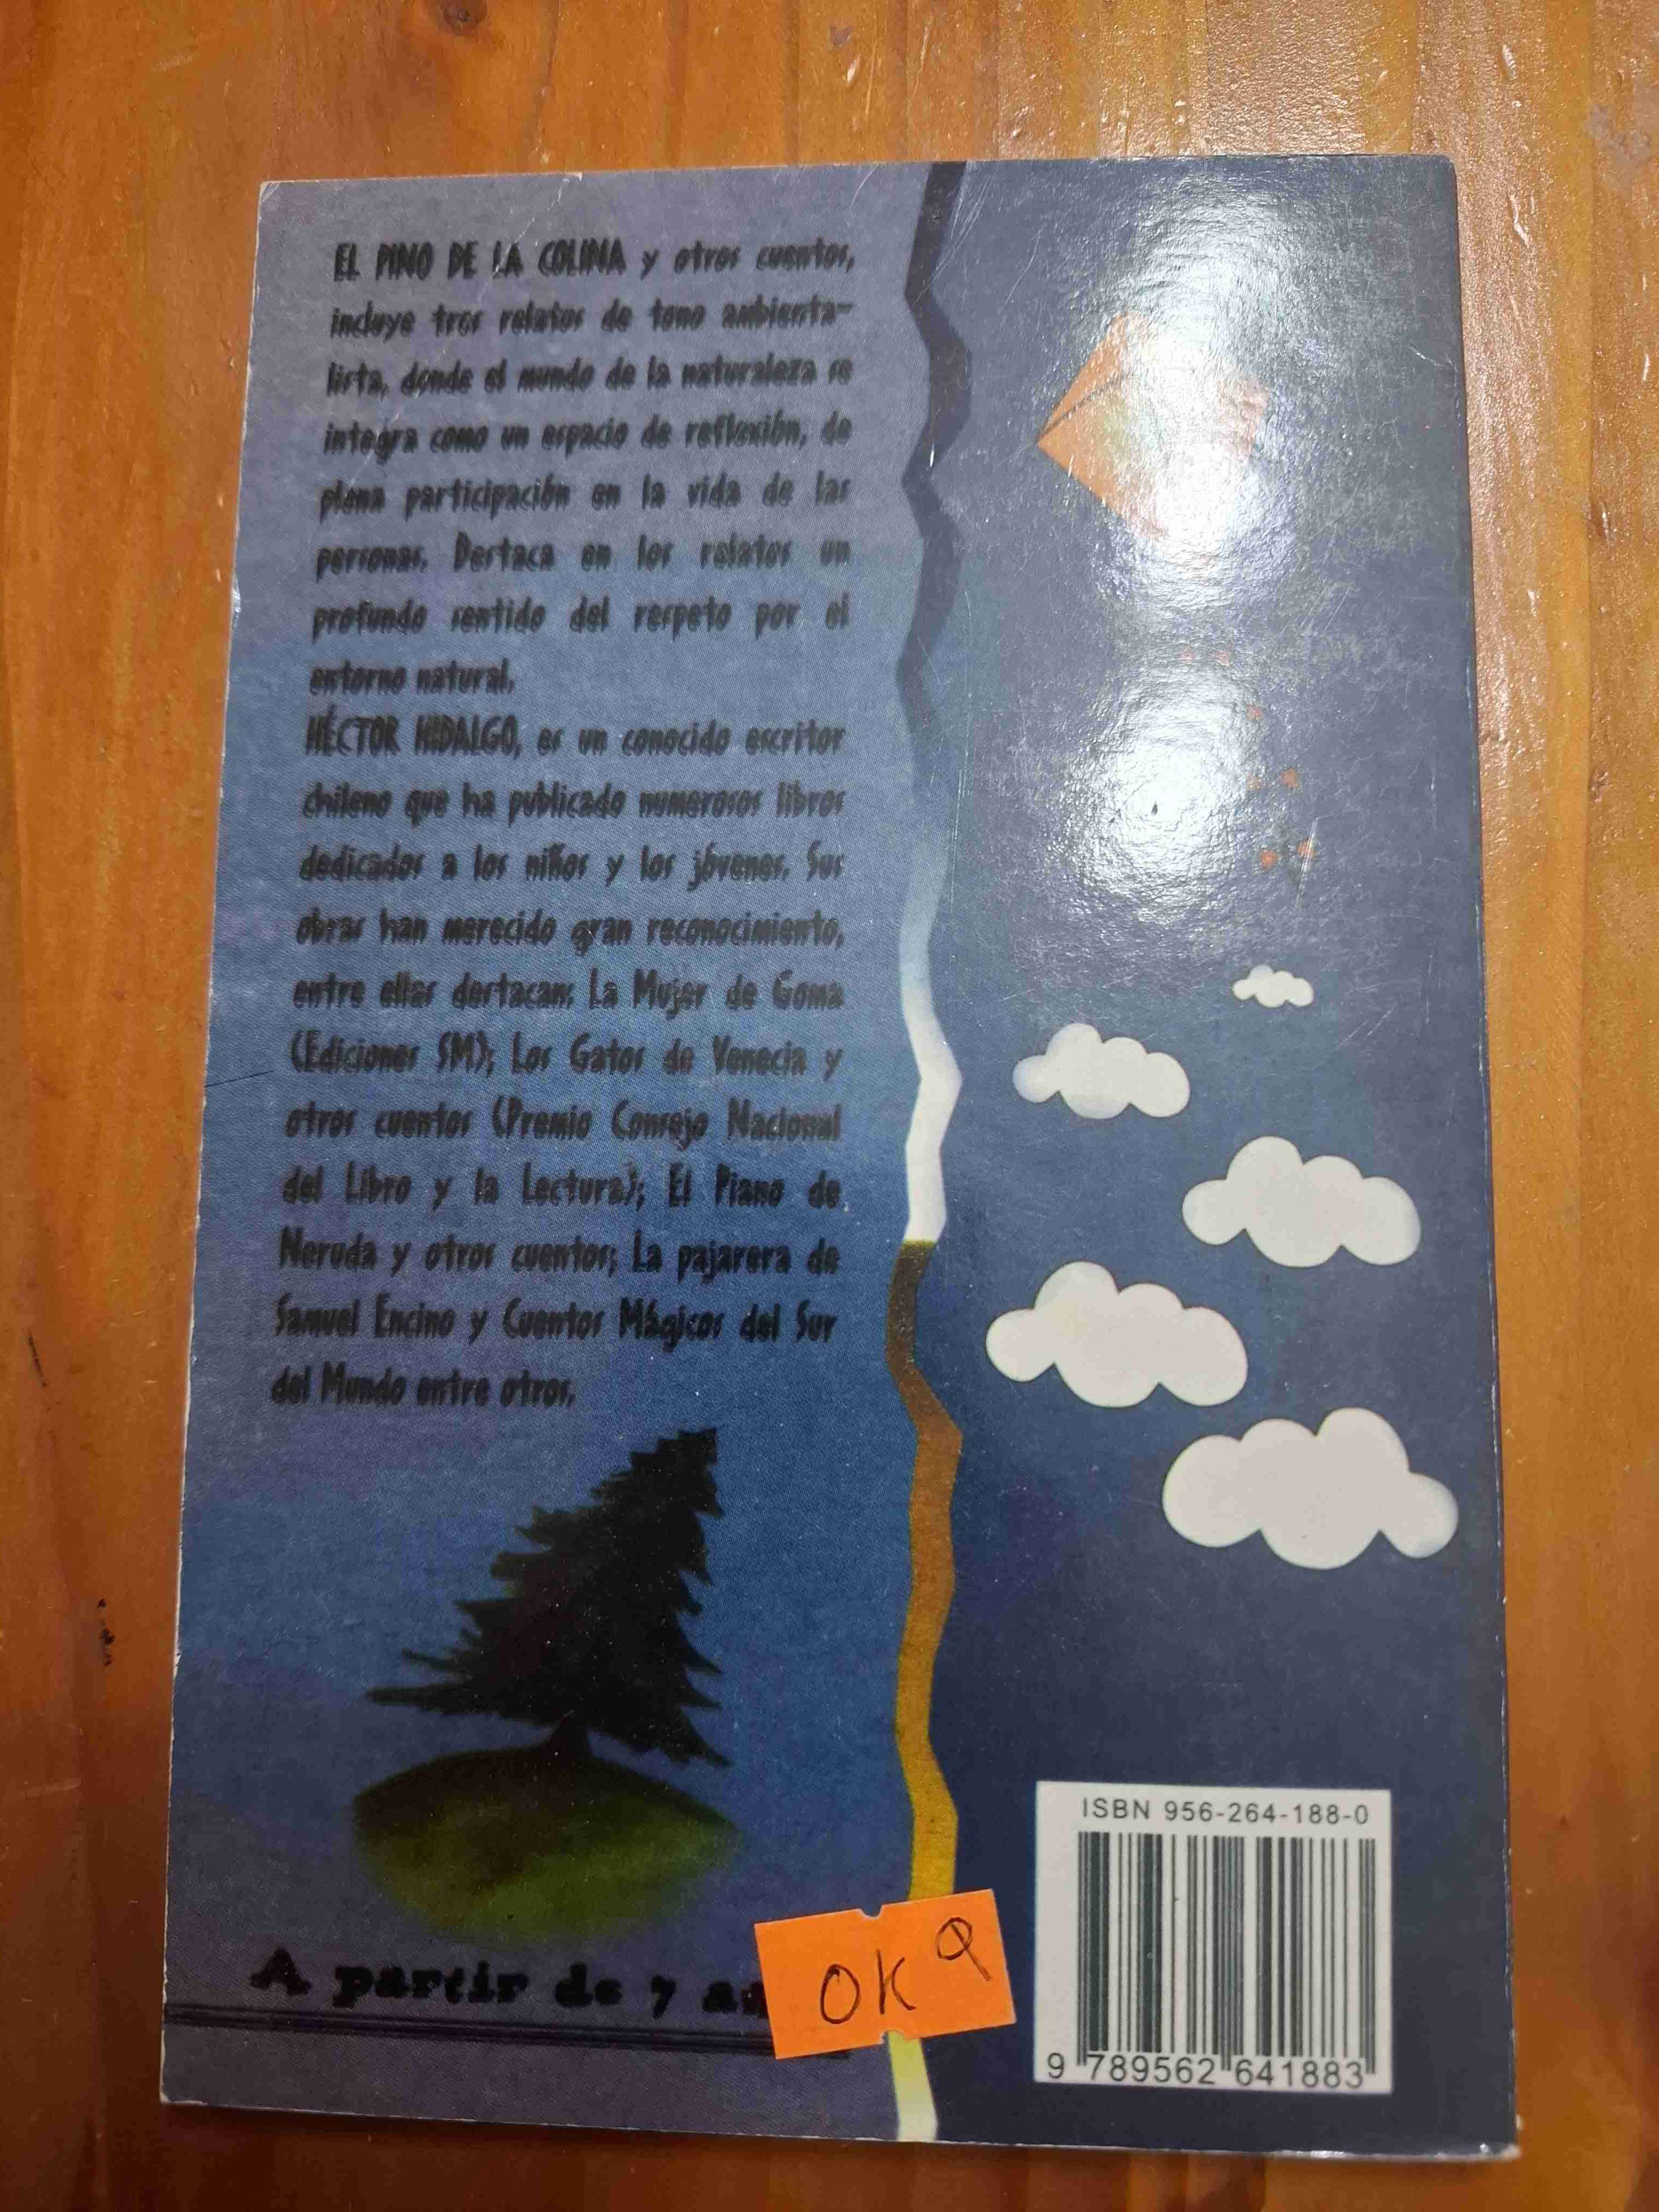 EL PINO DE LA COLINA y otros cuentos,
incluye tres relatos de tono ambienta-
lista, donde el mundo de la naturaleza se
integra como un espacio de reflexión, de
plena participación en la vida de las
personas. Destaca en los relatos un
profundo sentido del respeto por el
entorno natural.
HÉCTOR HIDALGO, es un conocido escritor
chileno que ha publicado numerosos libros
dedicados a los niños y los jóvenes. Sus
obras han merecido gran reconocimiento,
entre ellas destacan: La Mujer de Goma
(Ediciones SM); Los Gatos de Venecia y
otros cuentos (Premio Consejo Nacional
del Libro y la Lectura); El Piano de
Neruda y otros cuentos; La pajarera de
Samuel Encino y Cuentos Mágicos del Sur
del Mundo entre otros.
A partir de 7
OK
ISBN 956-264-188-0
9 789562 641883